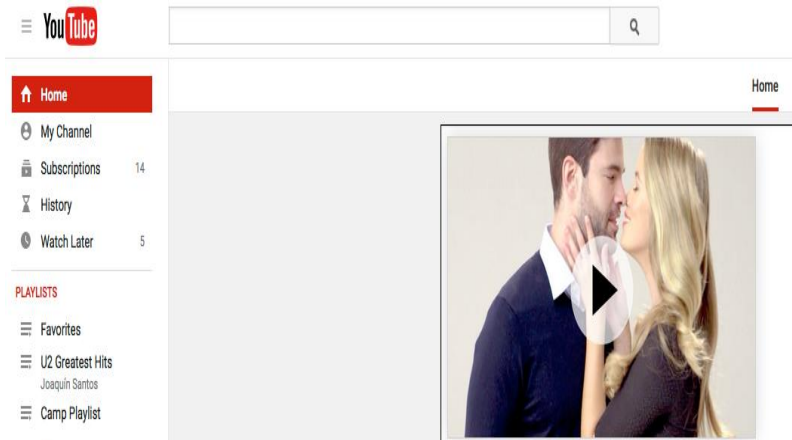 YouTube
Home
Home
My Channel
Subscriptions 14
History
Watch Later 5
PLAYLISTS
Favorites
U2 Greatest Hits
Joaquín Santos
Camp Playlist